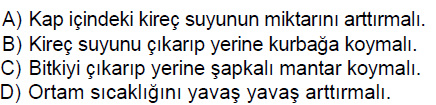 A) Kap içindeki kireç suyunun miktarını arttırmalı.
B) Kireç suyunu çıkarıp yerine kurbağa koymalı.
C) Bitkiyi çıkarıp yerine şapkalı mantar koymalı.
D) Ortam sıcaklığını yavaş yavaş arttırmalı.